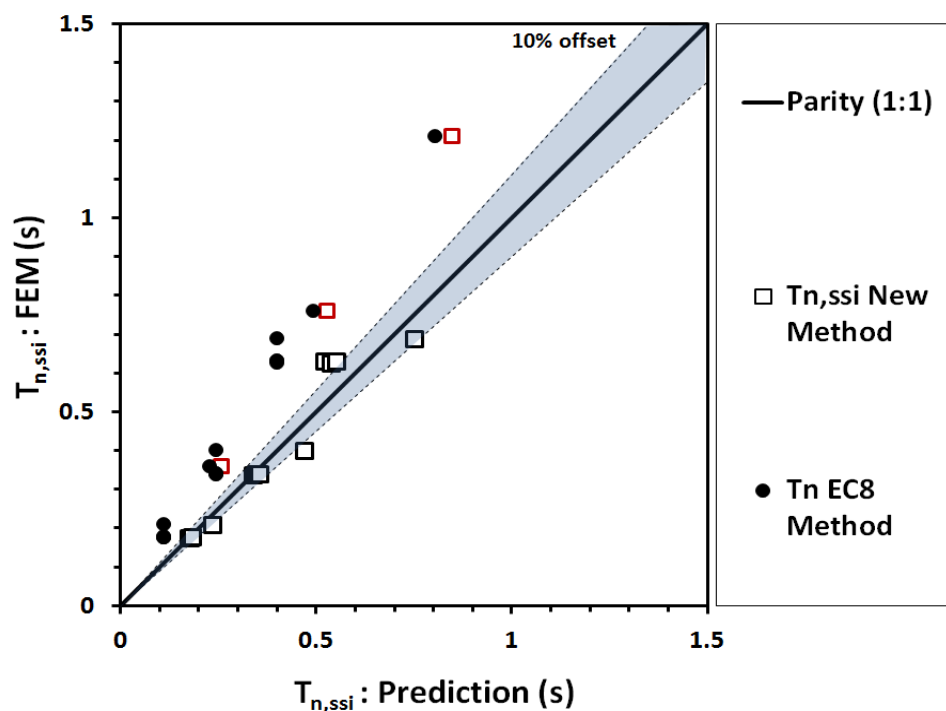 1.5
10% offset
1
0.5
0
0
0.5
1
1.5
Tn,ssi : FEM (s)
Tn,ssi : Prediction (s)
Parity (1:1)
Tn,ssi New
Method
Tn EC8
Method